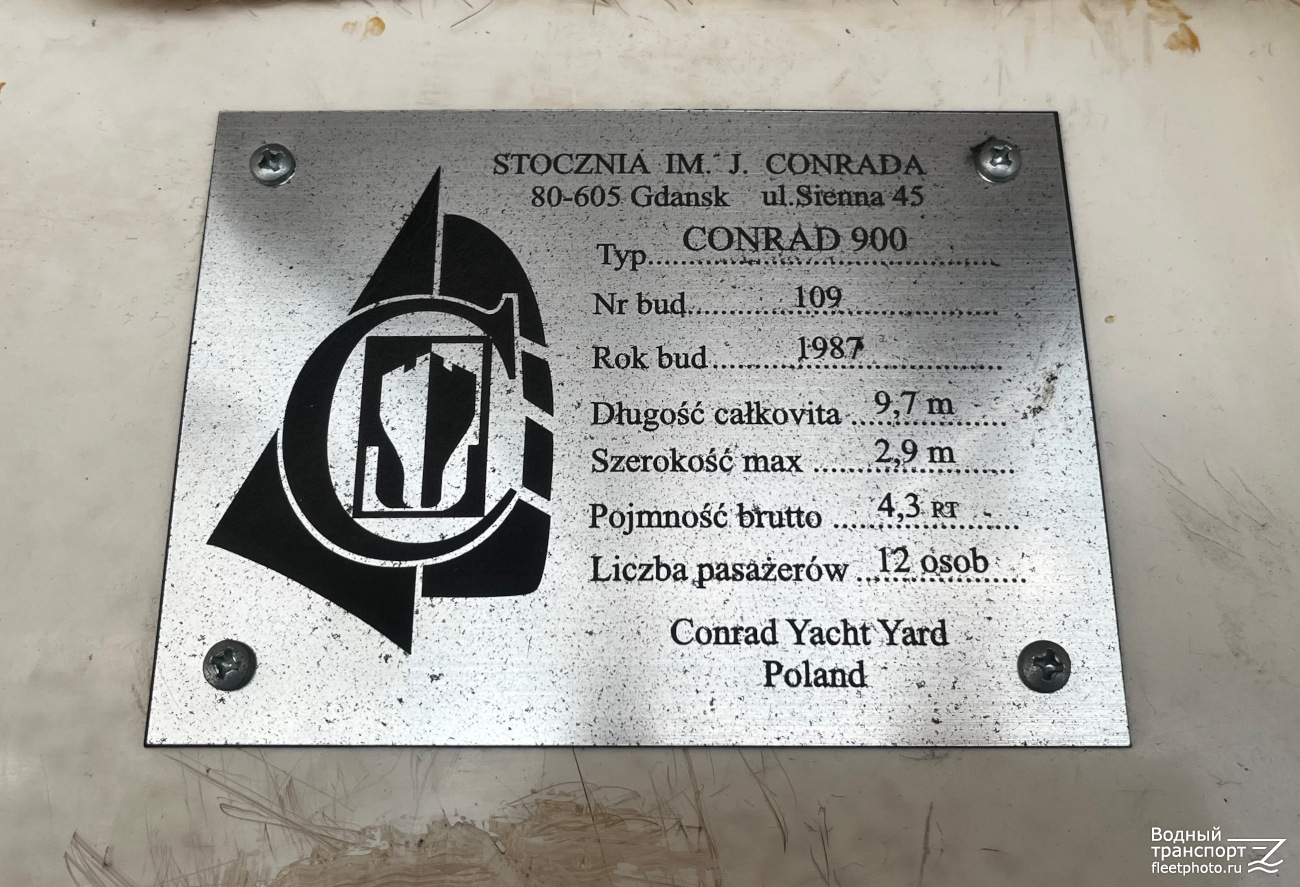 STOCZNIA IM. J. CONRADA
80-605 Gdansk ul.Sienna 45
Typ CONRAD 900
Nr bud 109
Rok bud 1987
Długość całkovita 9,7 m
Szerokość max 2,9 m
Pojmność brutto 4,3 RT
Liczba pasażerów 12 osob
Conrad Yacht Yard
Poland
Водный
транспорт
fleetphoto.ru